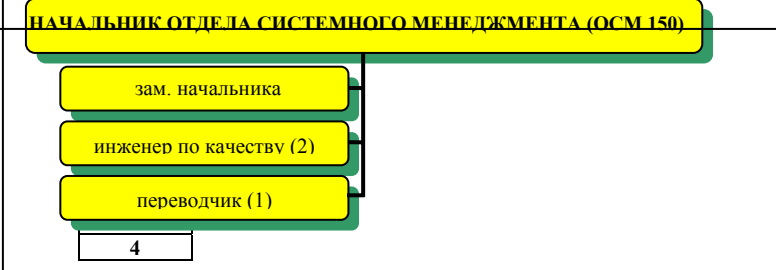 НАЧАЛЬНИК ОТДЕЛА СИСТЕМНОГО МЕНЕДЖМЕНТА (ОСМ 150)
зам. начальника
инженер по качеству (2)
переводчик (1)
4